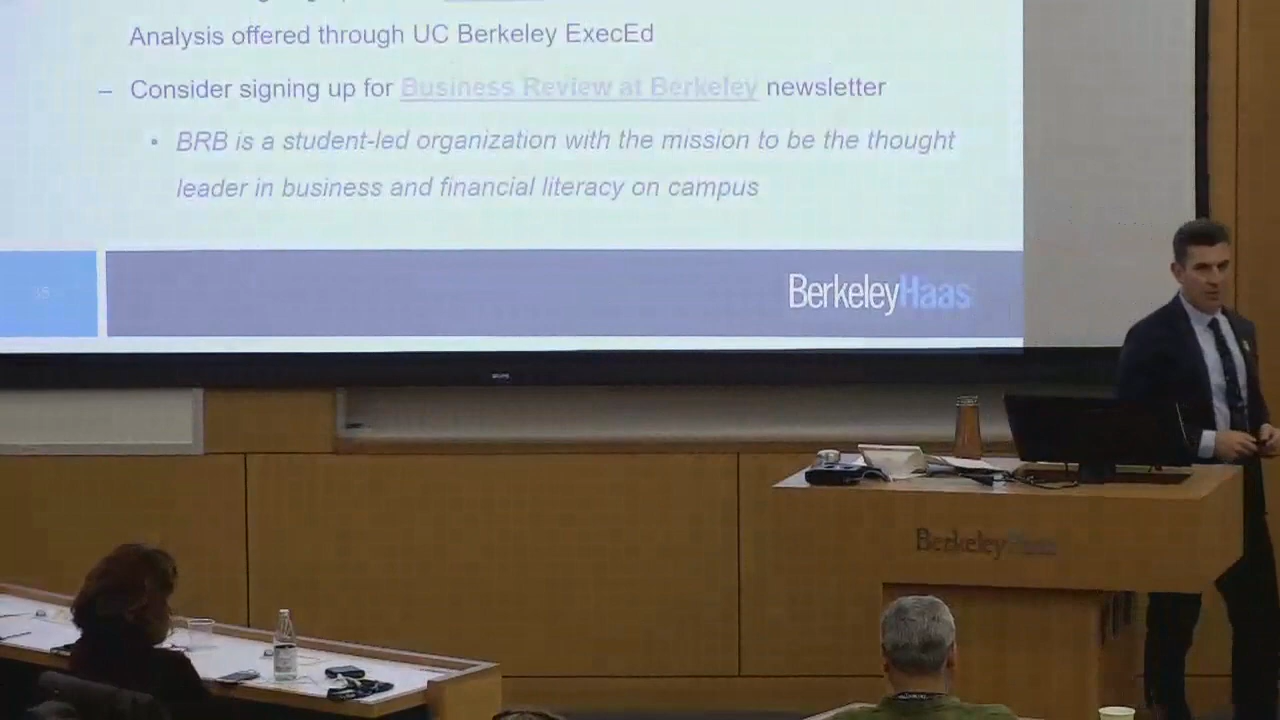 Analysis offered through UC Berkeley ExecEd
– Consider signing up for Business Review at Berkeley newsletter
• BRB is a student-led organization with the mission to be the thought
leader in business and financial literacy on campus
BerkeleyHaas
BerkeleyHaas